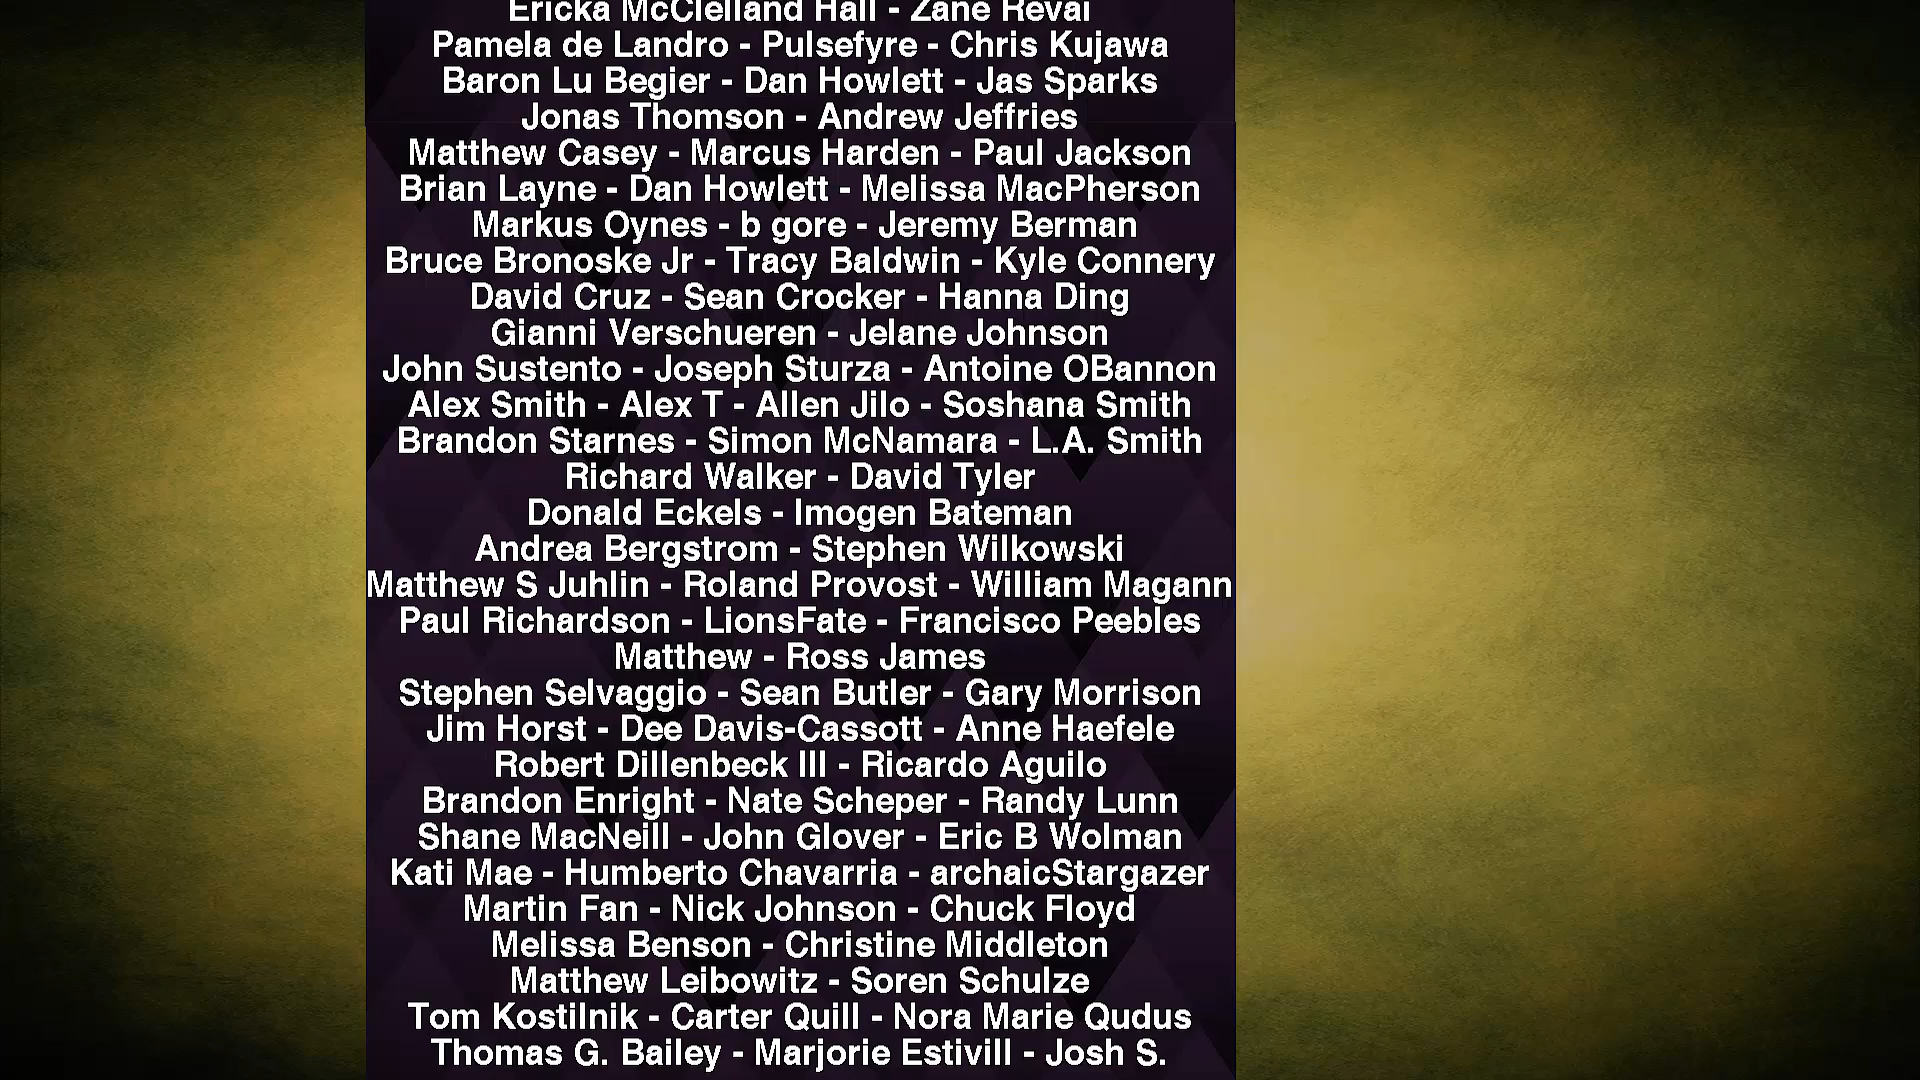 Ericka McClelland Hall - Zane Revai
Pamela de Landro - Pulsefyre - Chris Kujawa
Baron Lu Begier - Dan Howlett - Jas Sparks
Jonas Thomson - Andrew Jeffries
Matthew Casey - Marcus Harden - Paul Jackson
Brian Layne - Dan Howlett - Melissa MacPherson
Markus Oynes - b gore - Jeremy Berman
Bruce Bronoske Jr - Tracy Baldwin - Kyle Connery
David Cruz - Sean Crocker - Hanna Ding
Gianni Verschueren - Jelane Johnson
John Sustento - Joseph Sturza - Antoine OBannon
Alex Smith - Alex T - Allen Jilo - Soshana Smith
Brandon Starnes - Simon McNamara - L.A. Smith
Richard Walker - David Tyler
Donald Eckels - Imogen Bateman
Andrea Bergstrom - Stephen Wilkowski
Matthew S Juhlin - Roland Provost - William Magann
Paul Richardson - LionsFate - Francisco Peebles
Matthew - Ross James
Stephen Selvaggio - Sean Butler - Gary Morrison
Jim Horst - Dee Davis-Cassott - Anne Haefele
Robert Dillenbeck III - Ricardo Aguilo
Brandon Enright - Nate Scheper - Randy Lunn
Shane MacNeill - John Glover - Eric B Wolman
Kati Mae - Humberto Chavarria - archaicStargazer
Martin Fan - Nick Johnson - Chuck Floyd
Melissa Benson - Christine Middleton
Matthew Leibowitz - Soren Schulze
Tom Kostilnik - Carter Quill - Nora Marie Qudus
Thomas G. Bailey - Marjorie Estivill - Josh S.